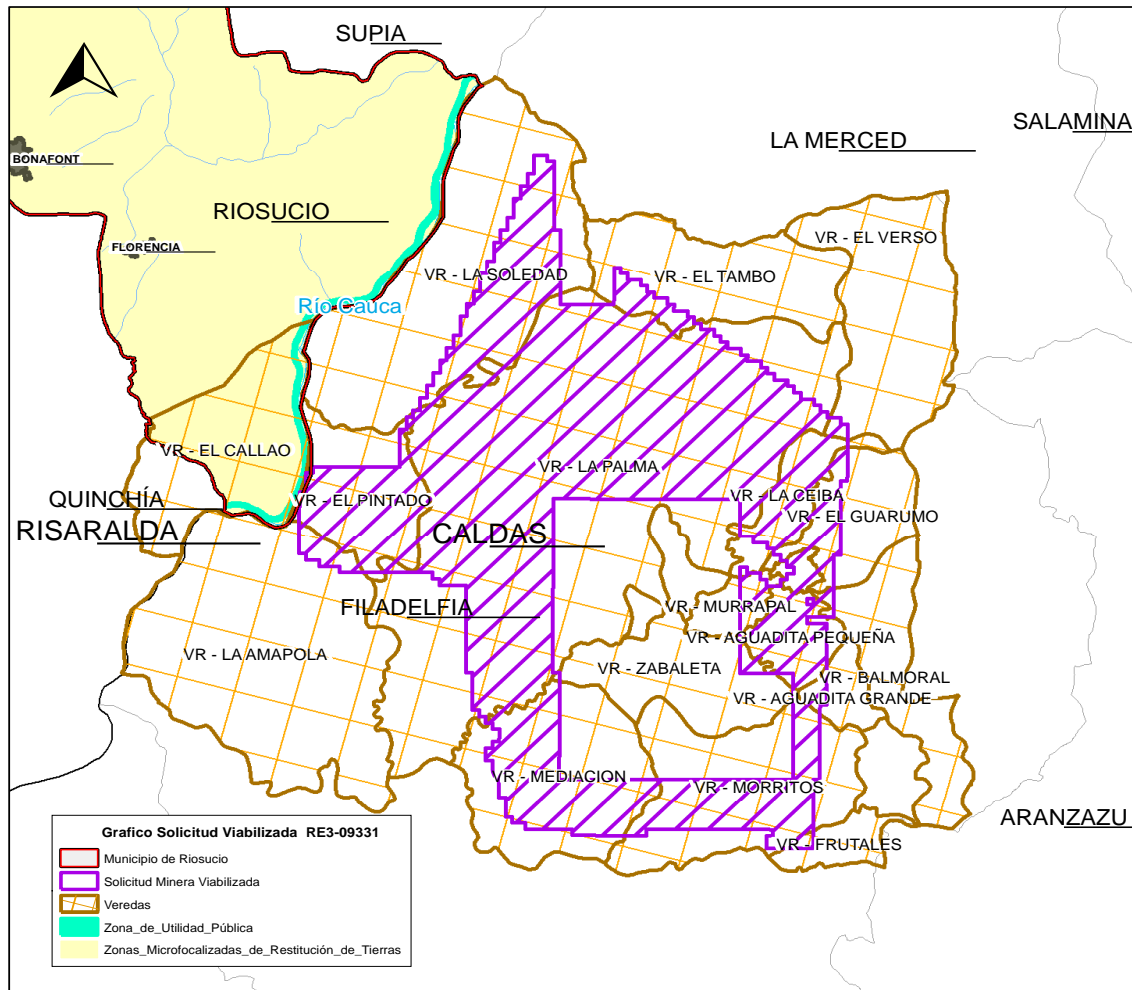 SUPIA
SALAMINA
LA MERCED
BONAFONT
RIOSUCIO
VR - EL VERSO
FLORENCIA
VR - LA SOLEDAD
VR - EL TAMBO
Río Cauca
VR - EL CALLAO
VR - LA PALMA
QUINCHÍA
VR - EL PINTADO
VR - LA CEIBA
VR - EL GUARUMO
RISARALDA
CALDAS
FILADELFIA
VR - MURRAPAL
VR - AGUADITA PEQUEÑA
VR - LA AMAPOLA
VR - ZABALETA
VR - BALMORAL
VR - AGUADITA GRANDE
VR - MEDIACION
VR - MORRITOS
ARANZAZU
VR - FRUTALES
Grafico Solicitud Viabilizada RE3-09331
Municipio de Riosucio
Solicitud Minera Viabilizada
Veredas
Zona_de_Utilidad_Pública
Zonas_Microfocalizadas_de_Restitución_de_Tierras